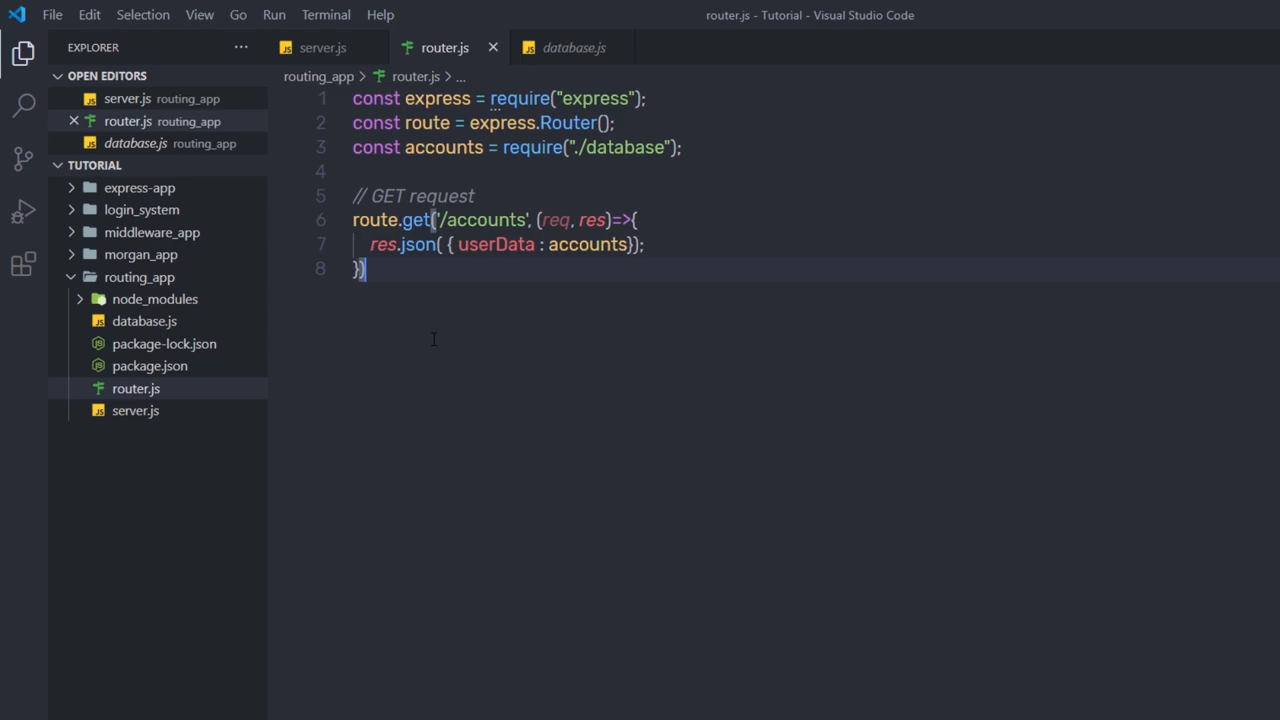 File Edit Selection View Go Run Terminal Help
router.js - Tutorial - Visual Studio Code
EXPLORER ...
OPEN EDITORS
server.js routing_app
router.js routing_app
database.js routing_app
TUTORIAL
express-app
login_system
middleware_app
morgan_app
routing_app
node_modules
database.js
package-lock.json
package.json
router.js
server.js
server.js router.js database.js
routing_app > router.js > ...
1 const express = require("express");
2 const route = express.Router();
3 const accounts = require("./database");
4
5 // GET request
6 route.get('/accounts', (req, res)=>{
7 res.json( { userData : accounts});
8 })